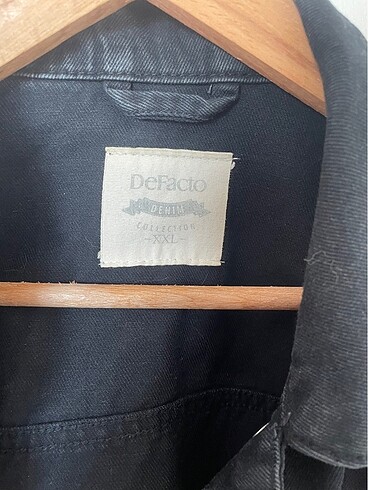 DeFacto
DENIM
COLLECTION
-XXL-